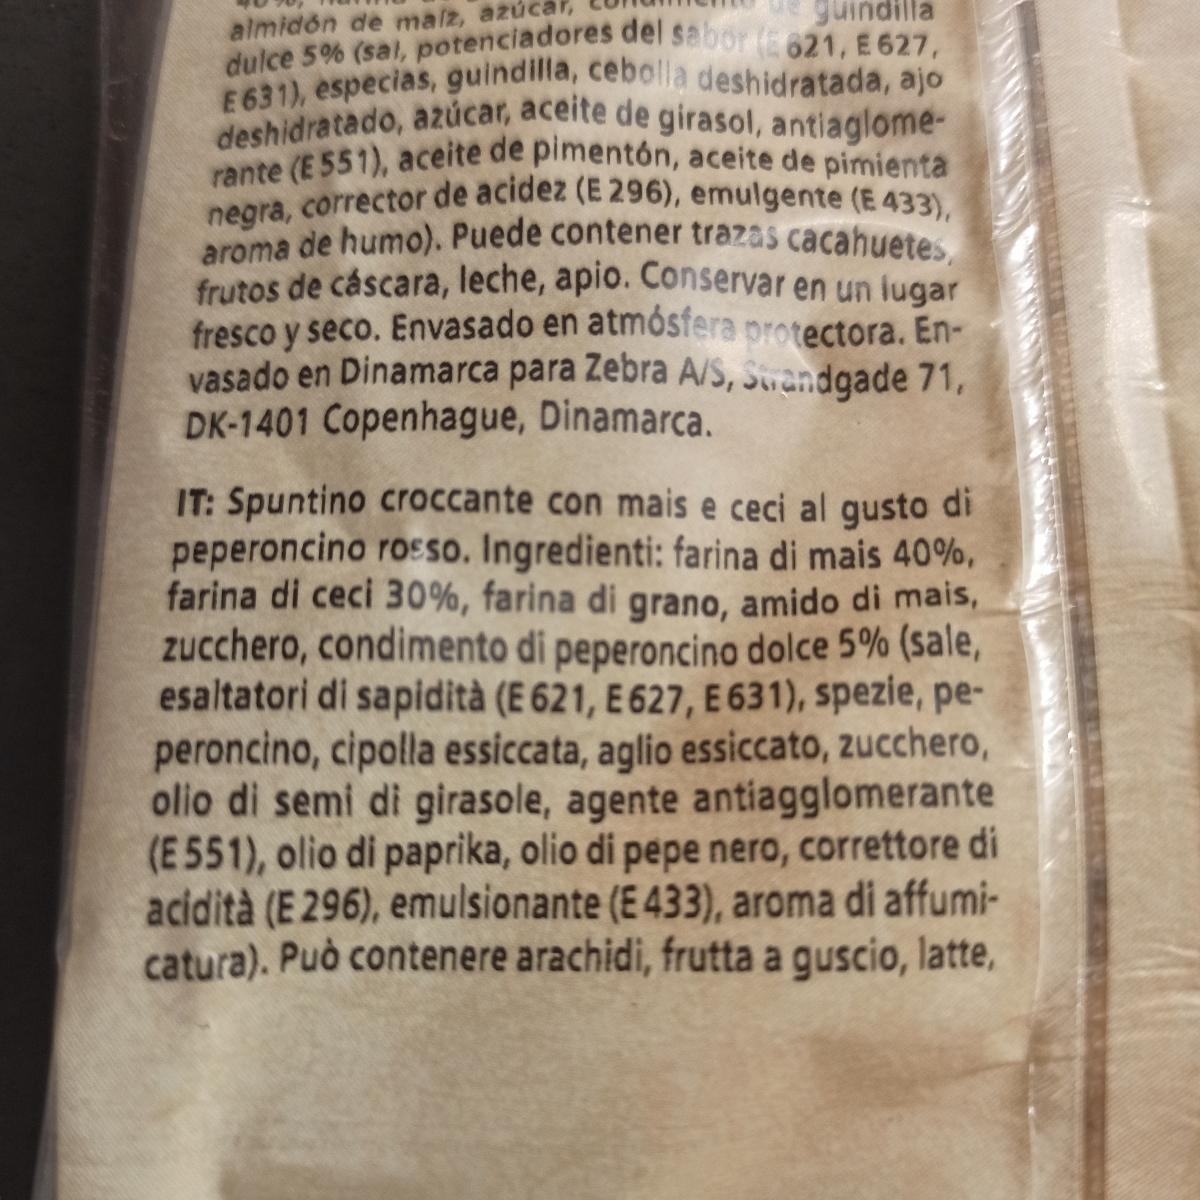 almidón de maíz, azúcar, condimento de guindilla
dulce 5% (sal, potenciadores del sabor (E 621, E 627,
E 631), especias, guindilla, cebolla deshidratada, ajo
deshidratado, azúcar, aceite de girasol, antiaglome-
rante (E 551), aceite de pimentón, aceite de pimienta
negra, corrector de acidez (E 296), emulgente (E 433),
aroma de humo). Puede contener trazas cacahuetes,
frutos de cáscara, leche, apio. Conservar en un lugar
fresco y seco. Envasado en atmósfera protectora. En-
vasado en Dinamarca para Zebra A/S, Strandgade 71,
DK-1401 Copenhague, Dinamarca.
IT: Spuntino croccante con mais e ceci al gusto di
peperoncino rosso. Ingredienti: farina di mais 40%,
farina di ceci 30%, farina di grano, amido di mais,
zucchero, condimento di peperoncino dolce 5% (sale,
esaltatori di sapidità (E 621, E 627, E 631), spezie, pe-
peroncino, cipolla essiccata, aglio essiccato, zucchero,
olio di semi di girasole, agente antiagglomerante
(E 551), olio di paprika, olio di pepe nero, correttore di
acidità (E 296), emulsionante (E 433), aroma di affumi-
catura). Può contenere arachidi, frutta a guscio, latte,